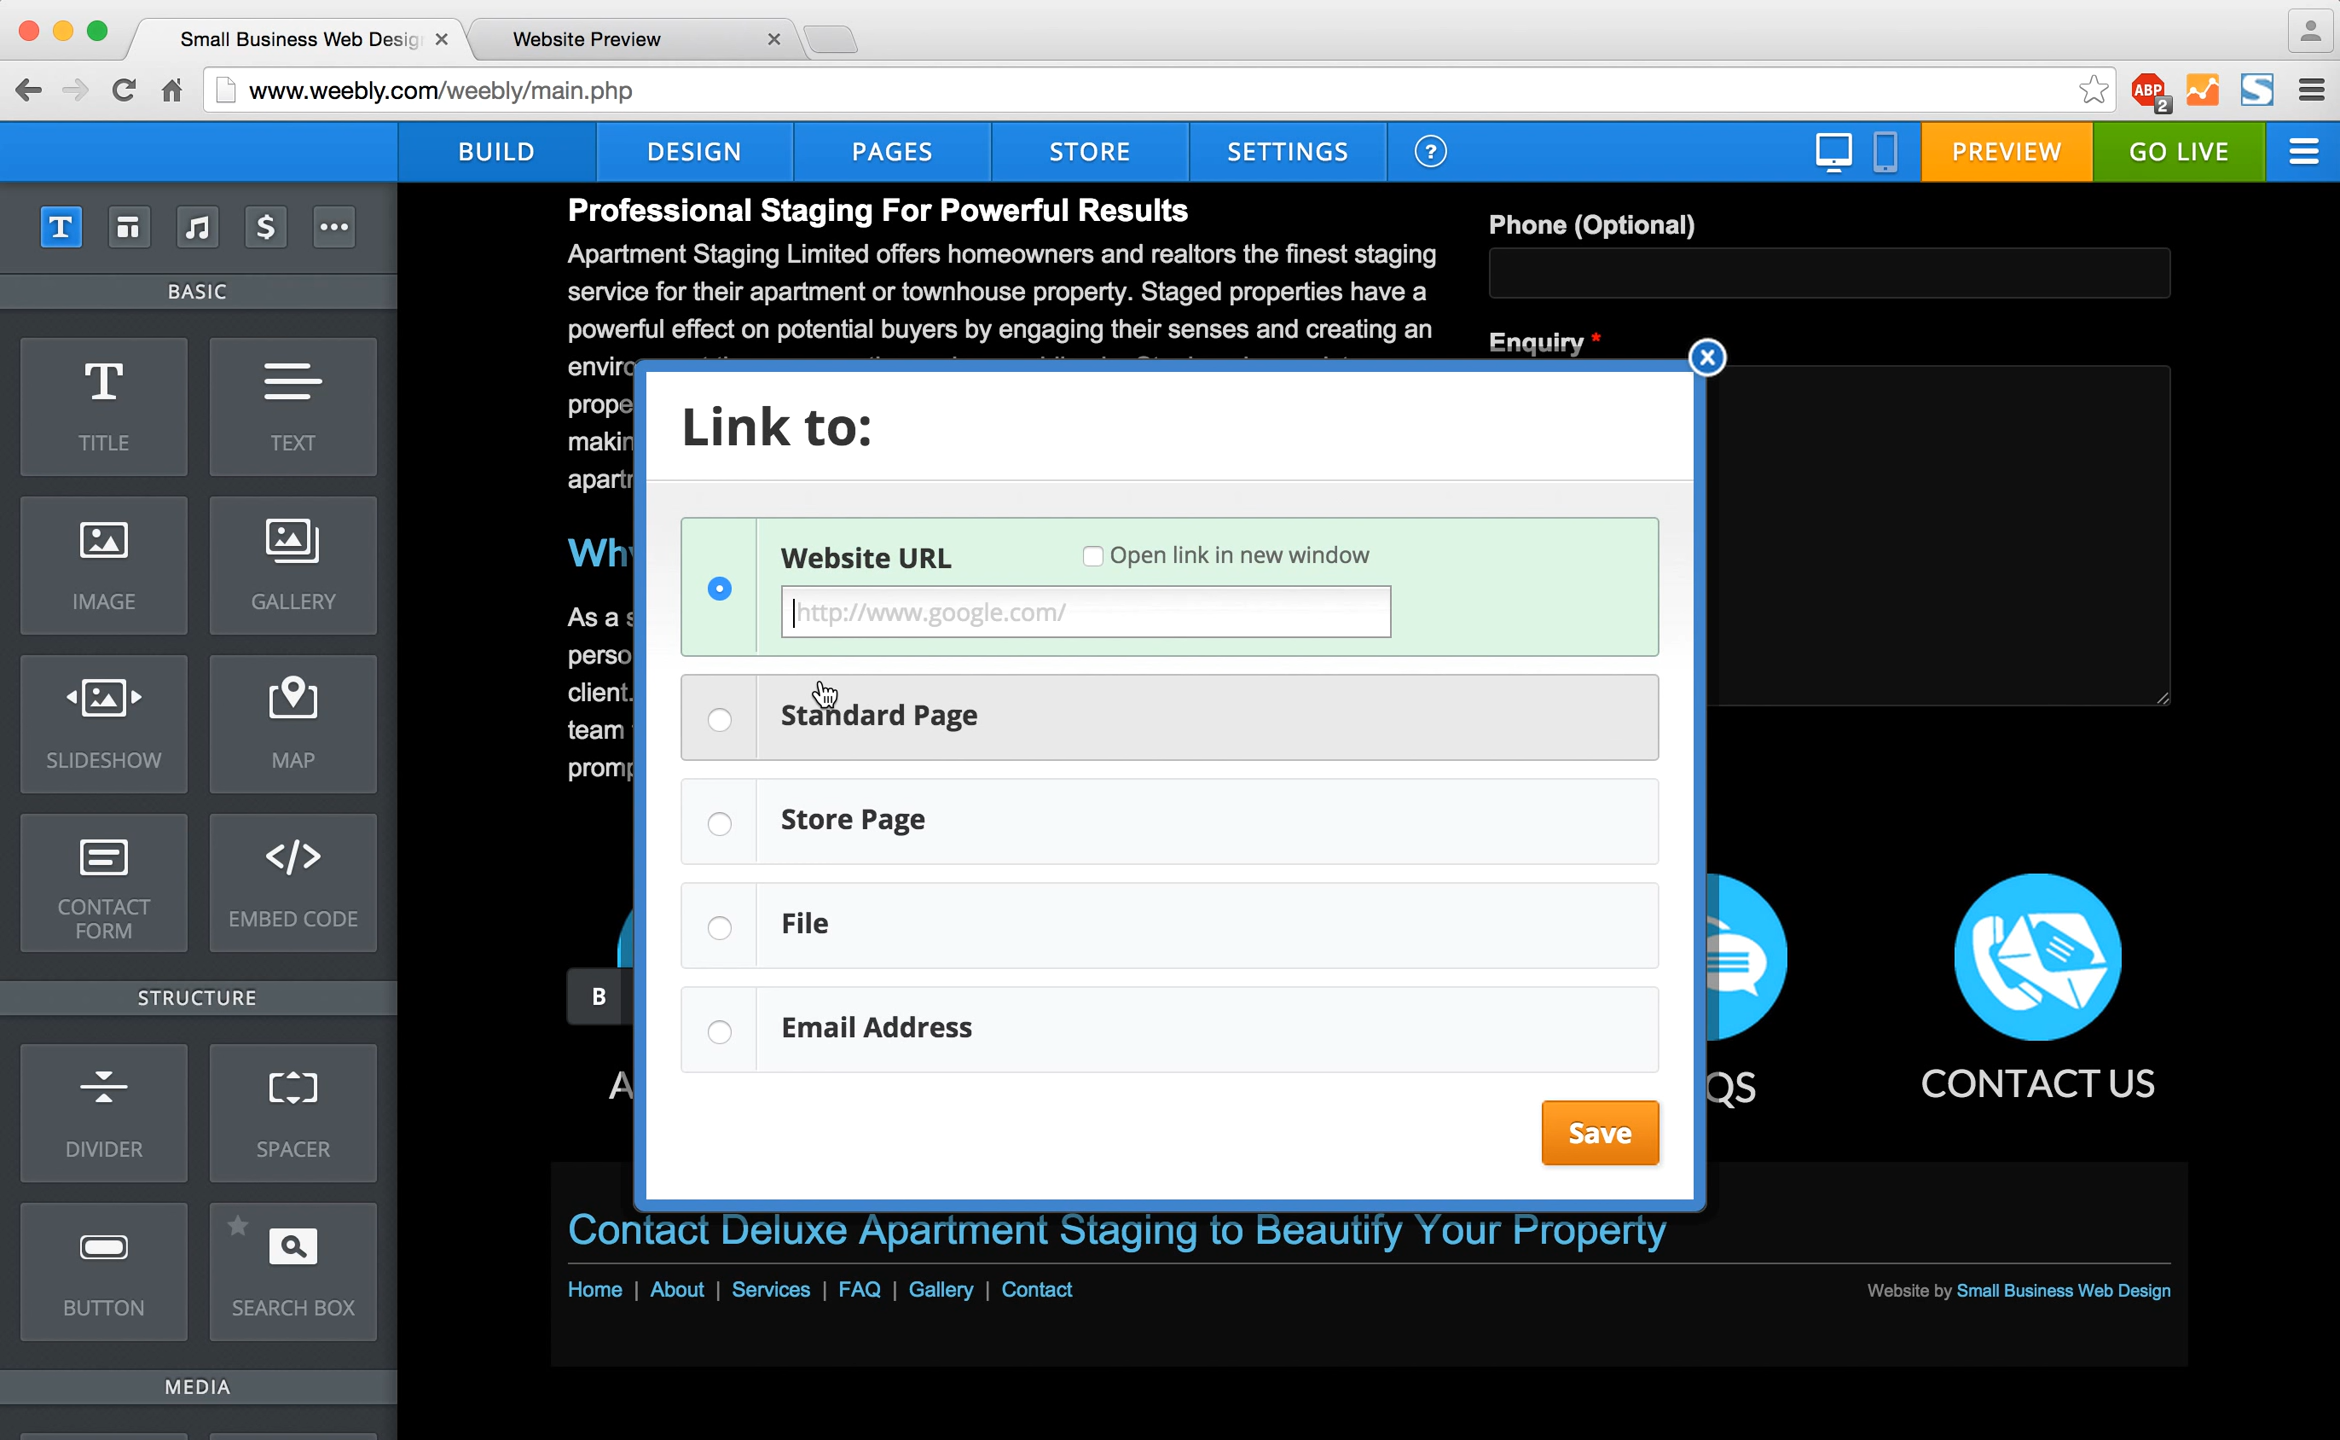 Small Business Web Desig
Website Preview
www.weebly.com/weebly/main.php
ABP
2
BUILD
DESIGN
PAGES
STORE
SETTINGS
?
PREVIEW
GO LIVE
T
$
BASIC
T
TITLE
TEXT
IMAGE
GALLERY
SLIDESHOW
MAP
CONTACT
FORM
</>
EMBED CODE
STRUCTURE
DIVIDER
SPACER
BUTTON
SEARCH BOX
MEDIA
Professional Staging For Powerful Results
Apartment Staging Limited offers homeowners and realtors the finest staging
service for their apartment or townhouse property. Staged properties have a
powerful effect on potential buyers by engaging their senses and creating an
Phone (Optional)
Enquiry *
Link to:
Website URL
Open link in new window
http://www.google.com/
Standard Page
Store Page
File
Email Address
Save
As a
team
B
CONTACT US
Contact Deluxe Apartment Staging to Beautify Your Property
Home | About | Services | FAQ | Gallery | Contact
Website by Small Business Web Design